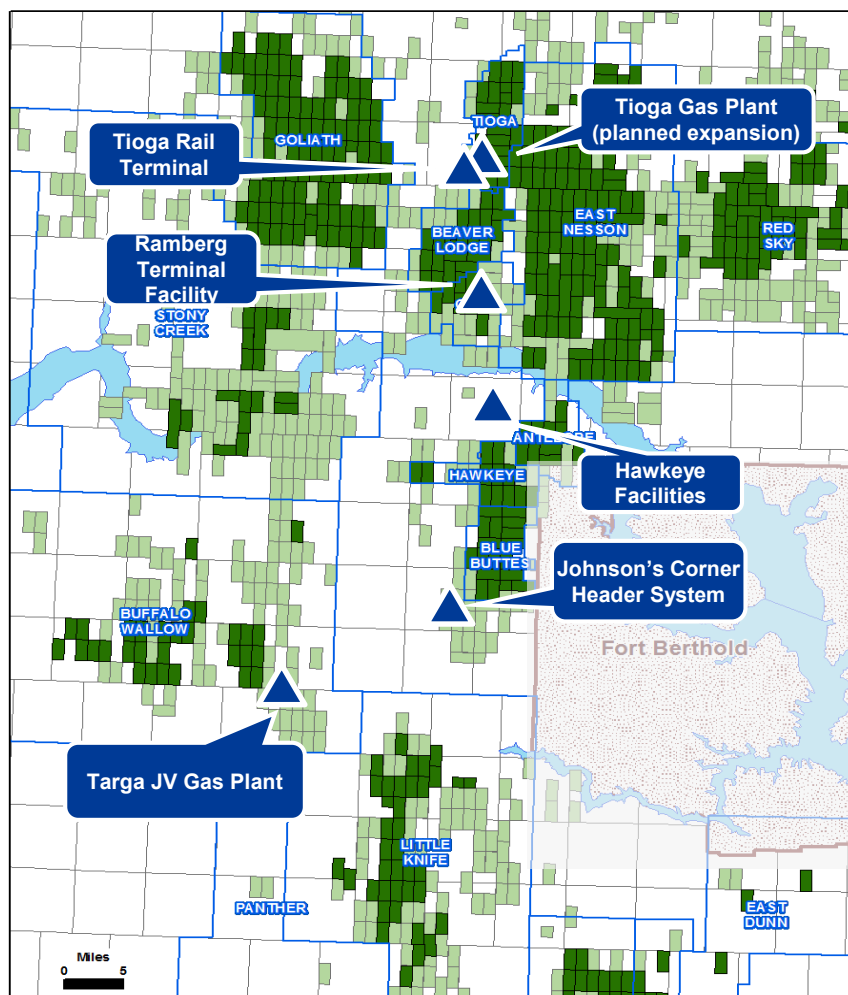 TIOGA
Tioga Gas Plant
(planned expansion)
Tioga Rail
Terminal
GOLIATH
EAST
NESSON
BEAVER
LODGE
RED
SKY
Ramberg
Terminal
Facility
STONY
CREEK
HAWKEYE
Hawkeye
Facilities
BLUE
BUTTES
Johnson's Corner
Header System
BUFFALO
WALLOW
Fort Berthold
Targa JV Gas Plant
LITTLE
KNIFE
PANTHER
EAST
DUNN
Miles
0 5